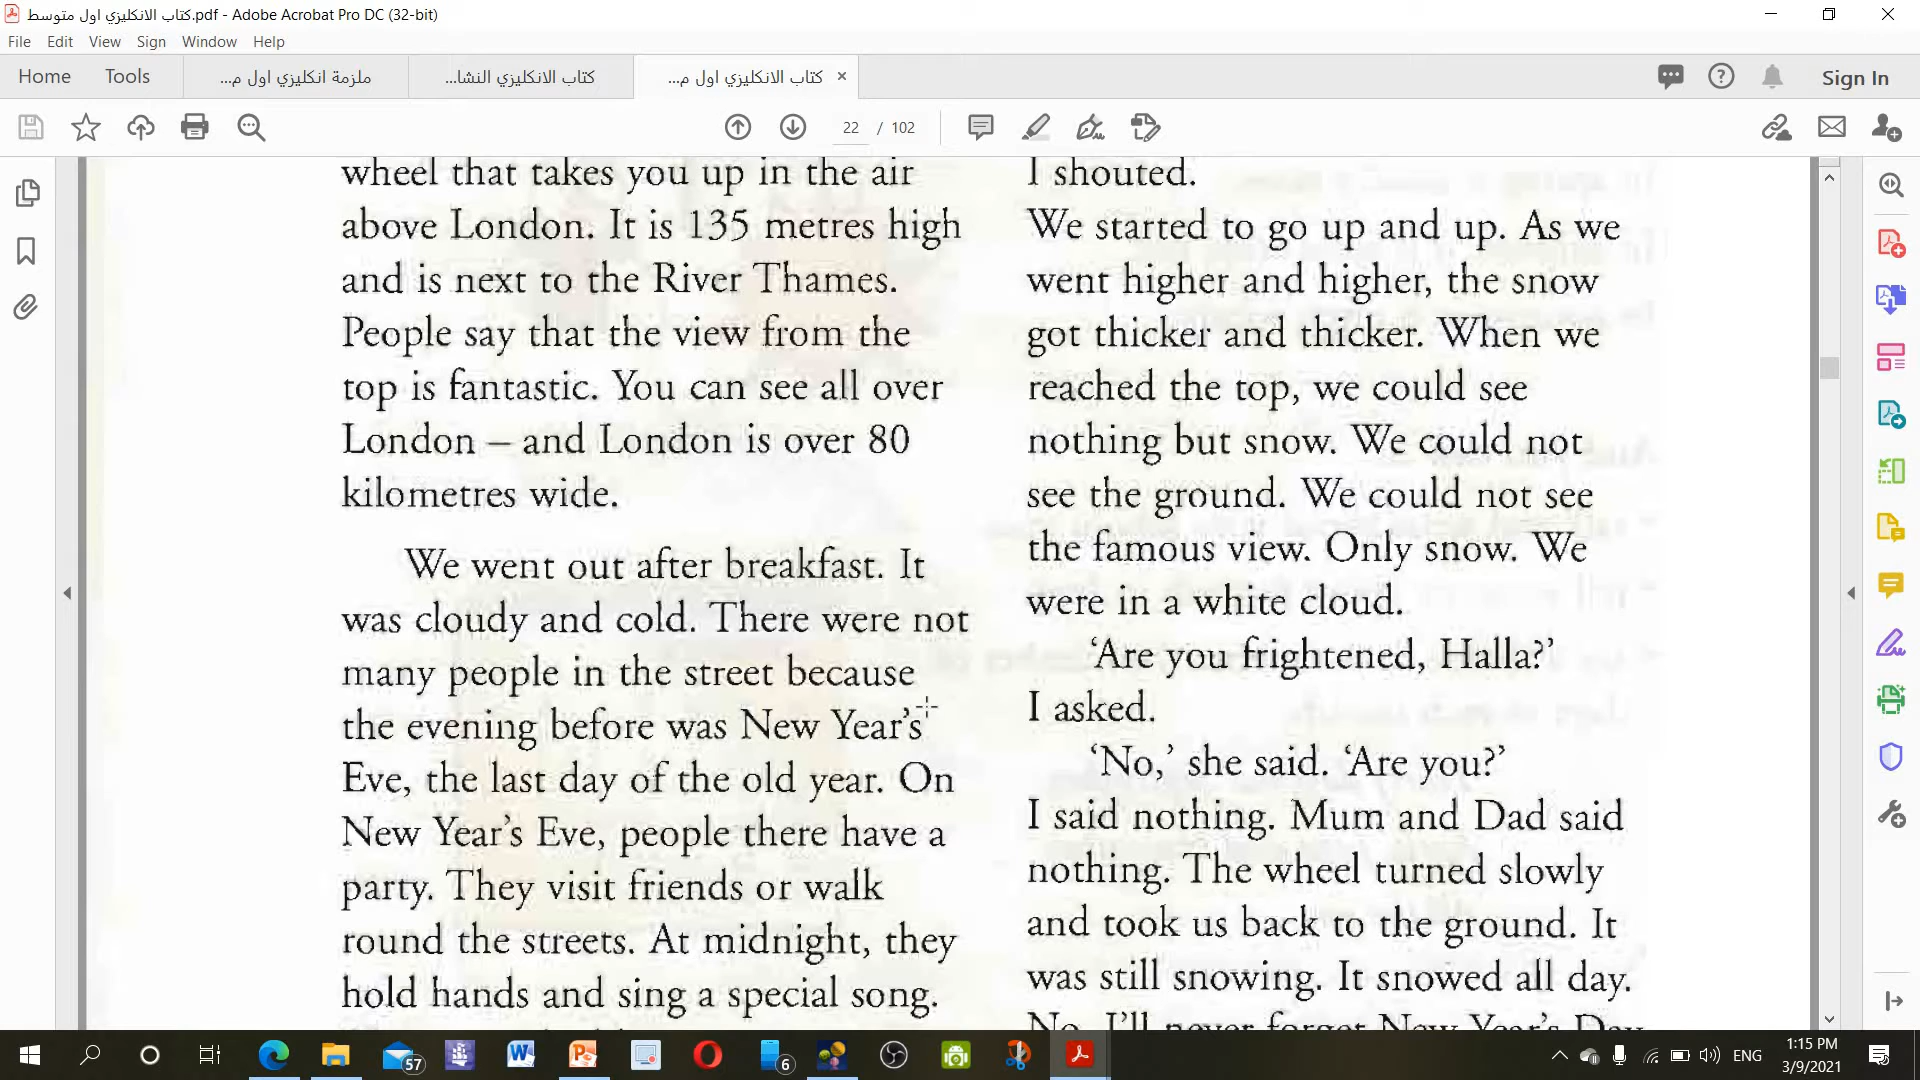 كتاب الانكليزي اول متوسط.pdf - Adobe Acrobat Pro DC (32-bit)
File Edit View Sign Window Help
Home Tools ملزمة انكليزي اول م... كتاب الانكليزي النشا... كتاب الانكليزي اول م... × Sign In
22 / 102
wheel that takes you up in the air
above London. It is 135 metres high
and is next to the River Thames.
People say that the view from the
top is fantastic. You can see all over
London – and London is over 80
kilometres wide.
We went out after breakfast. It
was cloudy and cold. There were not
many people in the street because
the evening before was New Year's
Eve, the last day of the old year. On
New Year's Eve, people there have a
party. They visit friends or walk
round the streets. At midnight, they
hold hands and sing a special song.
I shouted.
We started to go up and up. As we
went higher and higher, the snow
got thicker and thicker. When we
reached the top, we could see
nothing but snow. We could not
see the ground. We could not see
the famous view. Only snow. We
were in a white cloud.
‘Are you frightened, Halla?’
I asked.
‘No,’ she said. ‘Are you?’
I said nothing. Mum and Dad said
nothing. The wheel turned slowly
and took us back to the ground. It
was still snowing. It snowed all day.
No, I'll never forget New Year's Day
57 6 ENG 1:15 PM
3/9/2021